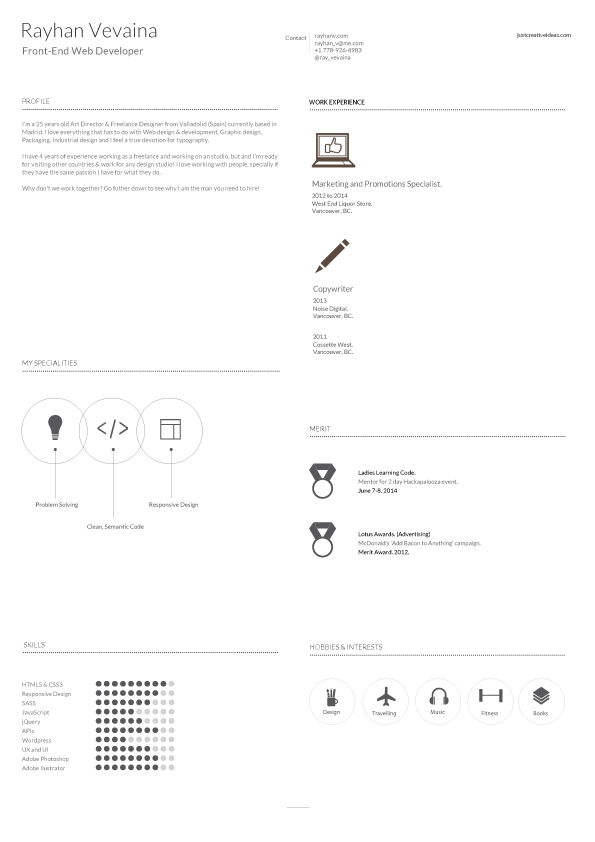 Rayhan Vevaina
Front-End Web Developer
Contact
rayhanv.com
rayhan_v@me.com
+1 778-926-4983
@ray_vevaina
justcreativeideas.com
PROFILE
I'm a 25 years old Art Director & Freelance Designer from Valladolid (Spain) currently based in
Madrid. I love everything that has to do with Web design & development, Graphic design,
Packaging, Industrial design and I feel a true devotion for typography.
I have 4 years of experience working as a freelance and working on an studio, but and I'm ready
for visiting other countries & work for any design studio! I love working with people, specially if
they have the same passion I have for what they do.
Why don't we work together? Go futher down to see why I am the man you need to hire!
WORK EXPERIENCE
Marketing and Promotions Specialist.
2012 to 2014
West End Liquor Store.
Vancouver, BC.
Copywriter
2013
Noise Digital.
Vancouver, BC.
2011
Cossette West.
Vancouver, BC.
MY SPECIALITIES
Problem Solving
Clean, Semantic Code
Responsive Design
MERIT
Ladies Learning Code.
Mentor for 2 day Hackapalooza event.
June 7-8. 2014
Lotus Awards. (Advertising)
McDonald's 'Add Bacon to Anything' campaign.
Merit Award. 2012.
SKILLS
HTML5 & CSS3
Responsive Design
SASS
JavaScript
jQuery
APIs
Wordpress
UX and UI
Adobe Photoshop
Adobe Ilustrator
HOBBIES & INTERESTS
Design
Travelling
Music
Fitness
Books